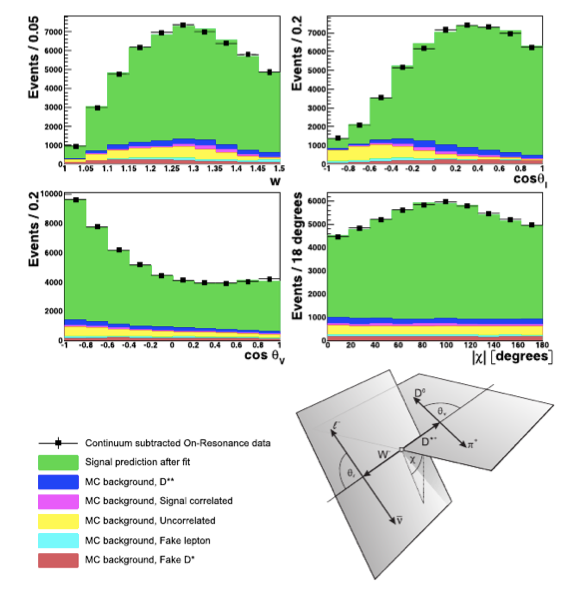 Events / 0.05
7000
6000
5000
4000
3000
2000
1000
0
1 1.05 1.1 1.15 1.2 1.25 1.3 1.35 1.4 1.45 1.5
w
Events / 0.2
7000
6000
5000
4000
3000
2000
1000
0
-1 -0.8 -0.6 -0.4 -0.2 0 0.2 0.4 0.6 0.8 1
cosθl
Events / 0.2
10000
8000
6000
4000
2000
0
-1 -0.8 -0.6 -0.4 -0.2 0 0.2 0.4 0.6 0.8 1
cos θV
Events / 18 degrees
6000
5000
4000
3000
2000
1000
0
0 20 40 60 80 100 120 140 160 180
|χ| [degrees]
Continuum subtracted On-Resonance data
Signal prediction after fit
MC background, D**
MC background, Signal correlated
MC background, Uncorrelated
MC background, Fake lepton
MC background, Fake D*